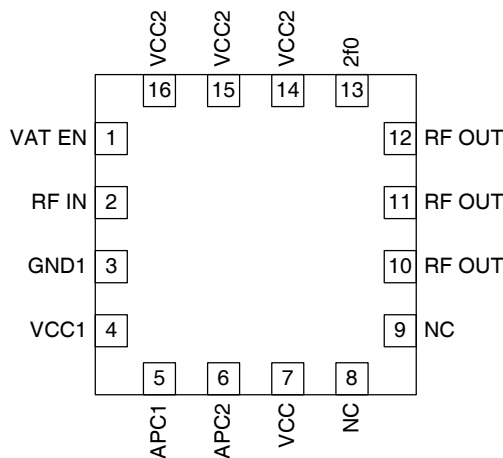 VCC2 VCC2 VCC2 2f0
16 15 14 13
VAT EN 1 12 RF OUT
RF IN 2 11 RF OUT
GND1 3 10 RF OUT
VCC1 4 9 NC
5 6 7 8
APC1 APC2 VCC NC